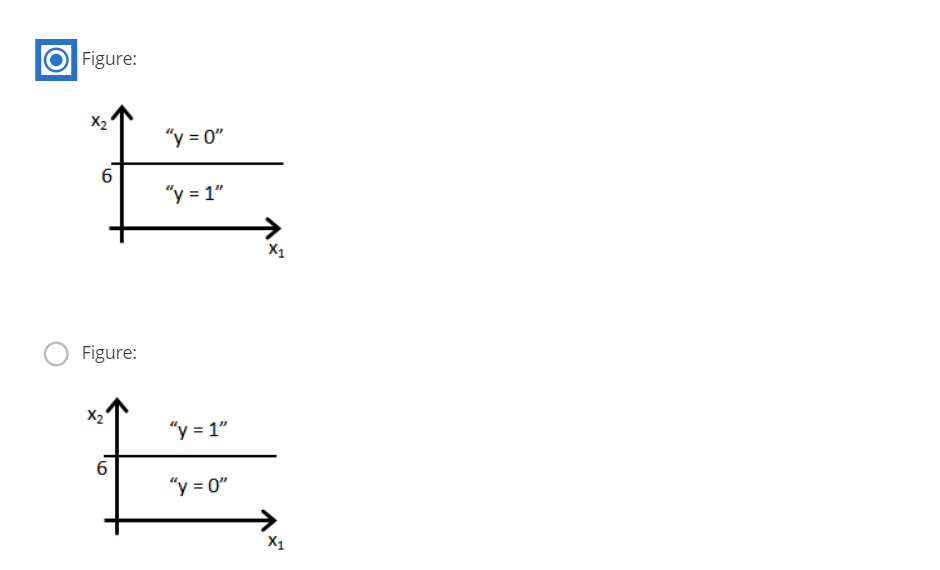 Figure:
x₂
“y = 0”
6
“y = 1”
x₁
Figure:
x₂
“y = 1”
6
“y = 0”
x₁